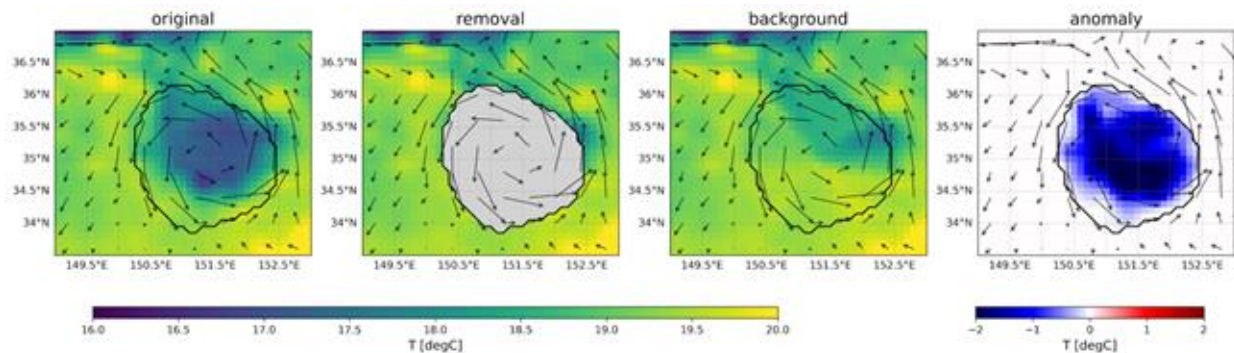 original removal background anomaly
36.5°N 36.5°N 36.5°N 36.5°N
36°N 36°N 36°N 36°N
35.5°N 35.5°N 35.5°N 35.5°N
35°N 35°N 35°N 35°N
34.5°N 34.5°N 34.5°N 34.5°N
34°N 34°N 34°N 34°N
149.5°E 150.5°E 151.5°E 152.5°E 149.5°E 150.5°E 151.5°E 152.5°E 149.5°E 150.5°E 151.5°E 152.5°E 149.5°E 150.5°E 151.5°E 152.5°E
16.0 16.5 17.0 17.5 18.0 18.5 19.0 19.5 20.0 −2 −1 0 1 2
T [degC] T [degC]